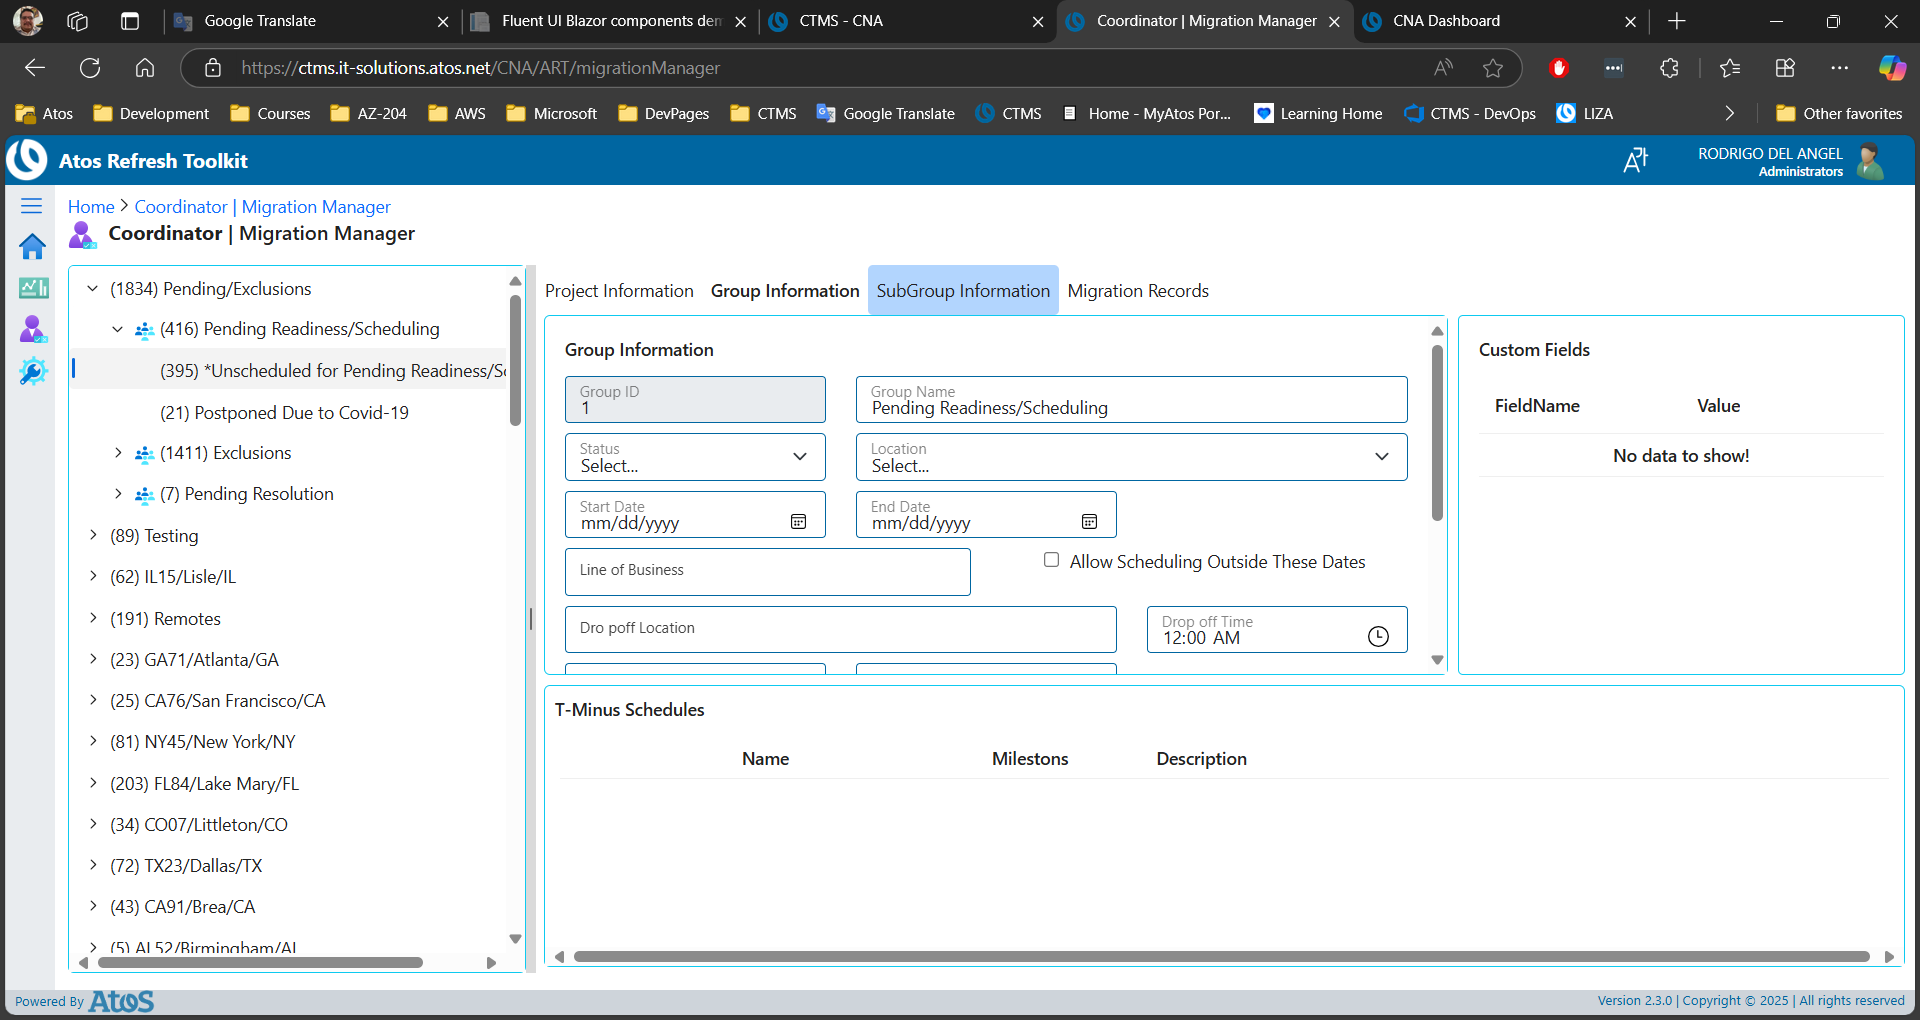 Google Translate
Fluent UI Blazor components den
CTMS - CNA
Coordinator | Migration Manager
CNA Dashboard
https://ctms.it-solutions.atos.net/CNA/ART/migrationManager
Atos
Development
Courses
AZ-204
AWS
Microsoft
DevPages
CTMS
Google Translate
CTMS
Home - MyAtos Por...
Learning Home
CTMS - DevOps
LIZA
Other favorites
Atos Refresh Toolkit
RODRIGO DEL ANGEL
Administrators
Home > Coordinator | Migration Manager
Coordinator | Migration Manager
(1834) Pending/Exclusions
(416) Pending Readiness/Scheduling
(395) *Unscheduled for Pending Readiness/Sc
(21) Postponed Due to Covid-19
(1411) Exclusions
(7) Pending Resolution
(89) Testing
(62) IL15/Lisle/IL
(191) Remotes
(23) GA71/Atlanta/GA
(25) CA76/San Francisco/CA
(81) NY45/New York/NY
(203) FL84/Lake Mary/FL
(34) CO07/Littleton/CO
(72) TX23/Dallas/TX
(43) CA91/Brea/CA
(5) AL52/Birmingham/AL
Project Information
Group Information
SubGroup Information
Migration Records
Group Information
Group ID
1
Group Name
Pending Readiness/Scheduling
Status
Select...
Location
Select...
Start Date
mm/dd/yyyy
End Date
mm/dd/yyyy
Line of Business
Allow Scheduling Outside These Dates
Dro poff Location
Drop off Time
12:00 AM
Custom Fields
FieldName Value
No data to show!
T-Minus Schedules
Name Milestons Description
Powered By Atos
Version 2.3.0 | Copyright © 2025 | All rights reserved